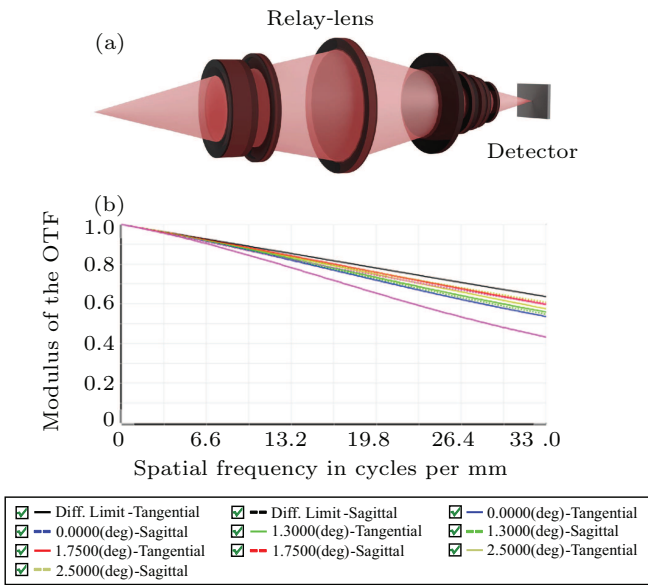 Relay-lens
(a)
Detector
(b)
Modulus of the OTF
1.0
0.8
0.6
0.4
0.2
0
0 6.6 13.2 19.8 26.4 33 .0
Spatial frequency in cycles per mm
Diff. Limit-Tangential Diff. Limit-Sagittal 0.0000(deg)-Tangential
0.0000(deg)-Sagittal 1.3000(deg)-Tangential 1.3000(deg)-Sagittal
1.7500(deg)-Tangential 1.7500(deg)-Sagittal 2.5000(deg)-Tangential
2.5000(deg)-Sagittal